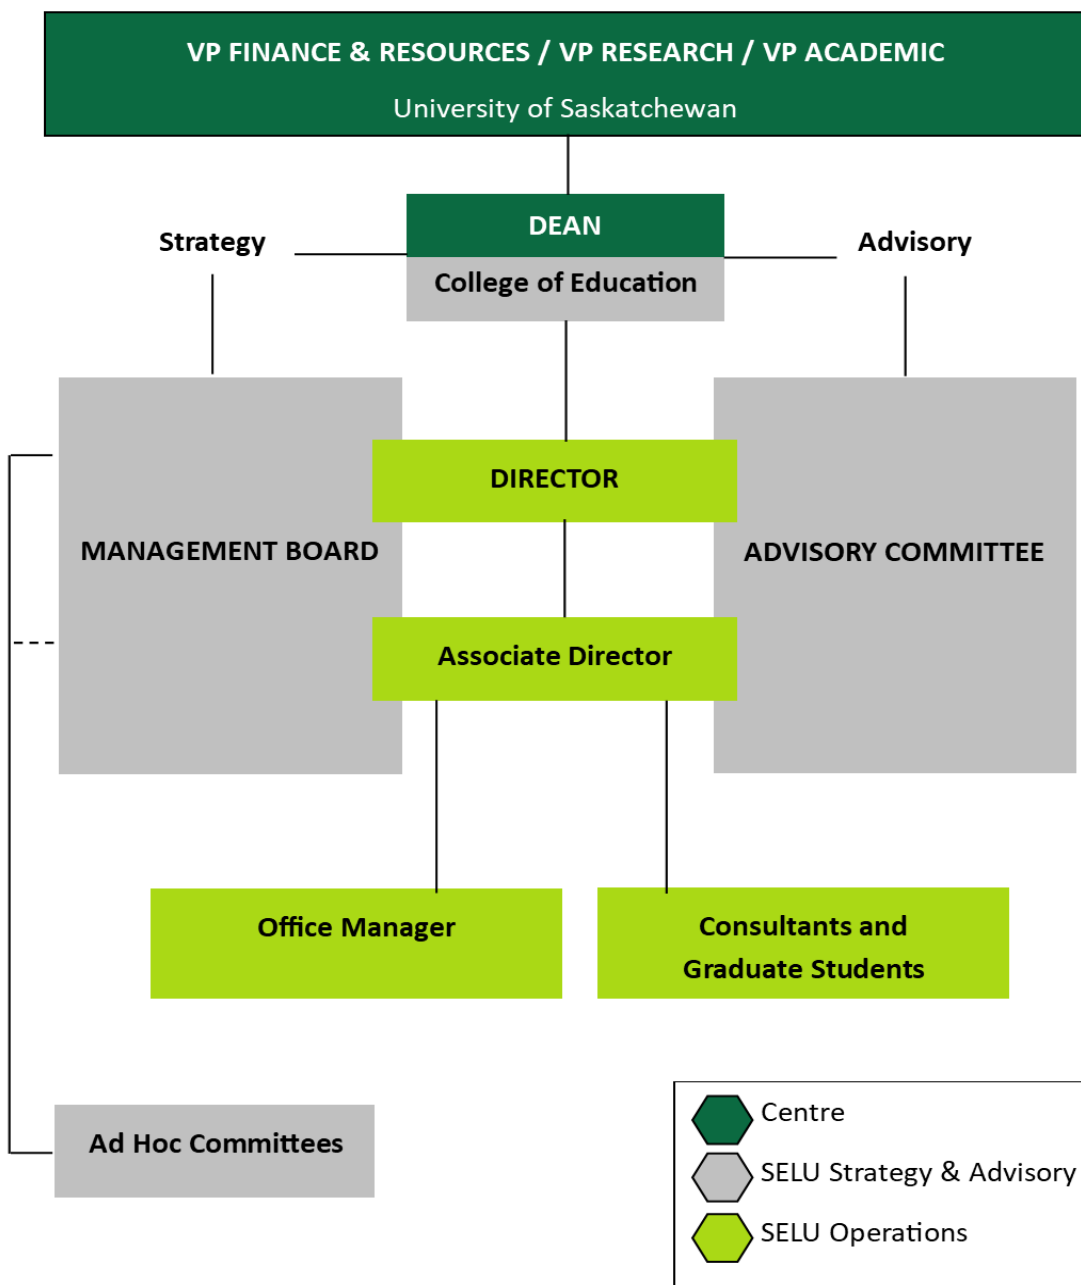 VP FINANCE & RESOURCES / VP RESEARCH / VP ACADEMIC
University of Saskatchewan
DEAN
Strategy
Advisory
College of Education
DIRECTOR
MANAGEMENT BOARD
ADVISORY COMMITTEE
Associate Director
Office Manager
Consultants and
Graduate Students
Ad Hoc Committees
Centre
SELU Strategy & Advisory
SELU Operations